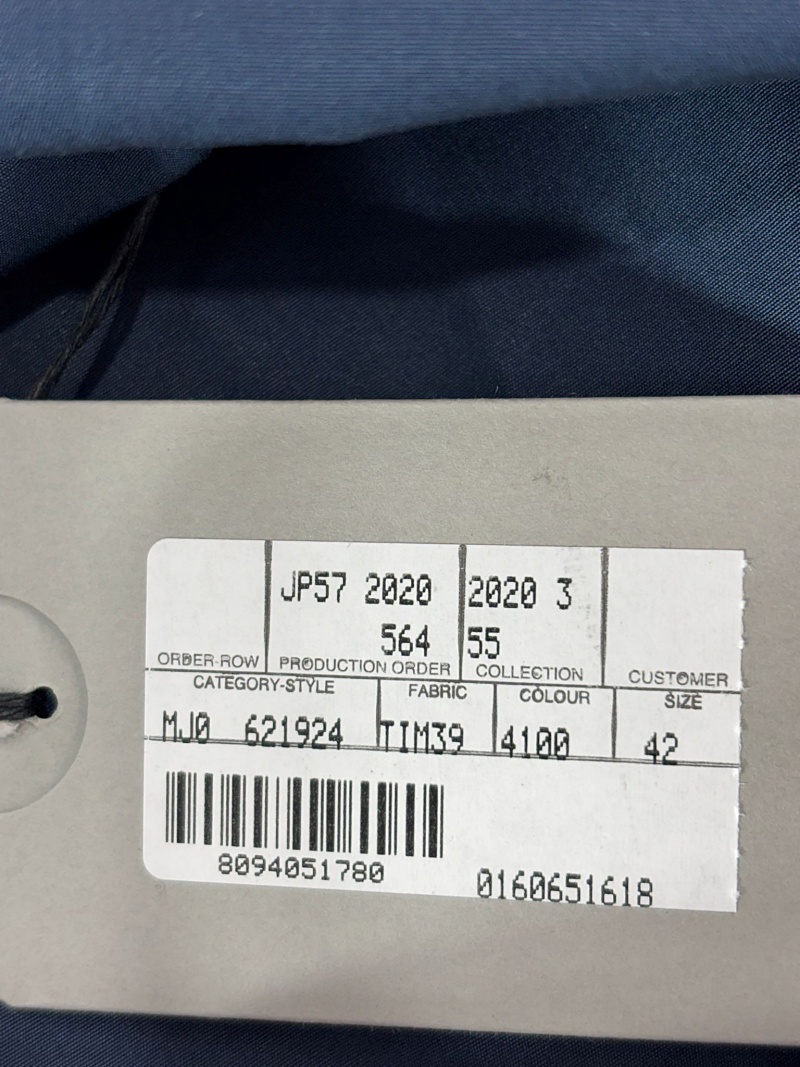 JP57 2020 2020 3
564 55
ORDER-ROW PRODUCTION ORDER COLLECTION CUSTOMER
CATEGORY-STYLE FABRIC COLOUR SIZE
MJ0 621924 TIM39 4100 42
8094051780
0160651618